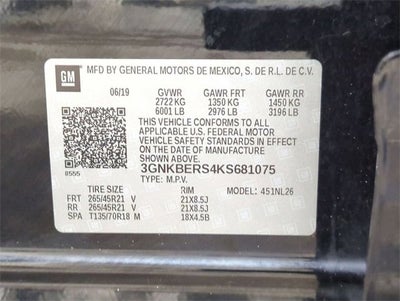 GM MFD BY GENERAL MOTORS DE MEXICO, S. DE R.L. DE C.V.
06/19 GVWR GAWR FRT GAWR RR
2722 KG 1350 KG 1450 KG
6001 LB 2976 LB 3196 LB
THIS VEHICLE CONFORMS TO ALL
APPLICABLE U.S. FEDERAL MOTOR
VEHICLE SAFETY STANDARDS IN EFFECT
ON THE DATE OF MANUFACTURE SHOWN
ABOVE.
8555 3GNKBERS4KS681075
TYPE: M.P.V.
TIRE SIZE RIM MODEL: 451NL26
FRT 265/45R21 V 21X8.5J
RR 265/45R21 V 21X8.5J
SPA T135/70R18 M 18X4.5B